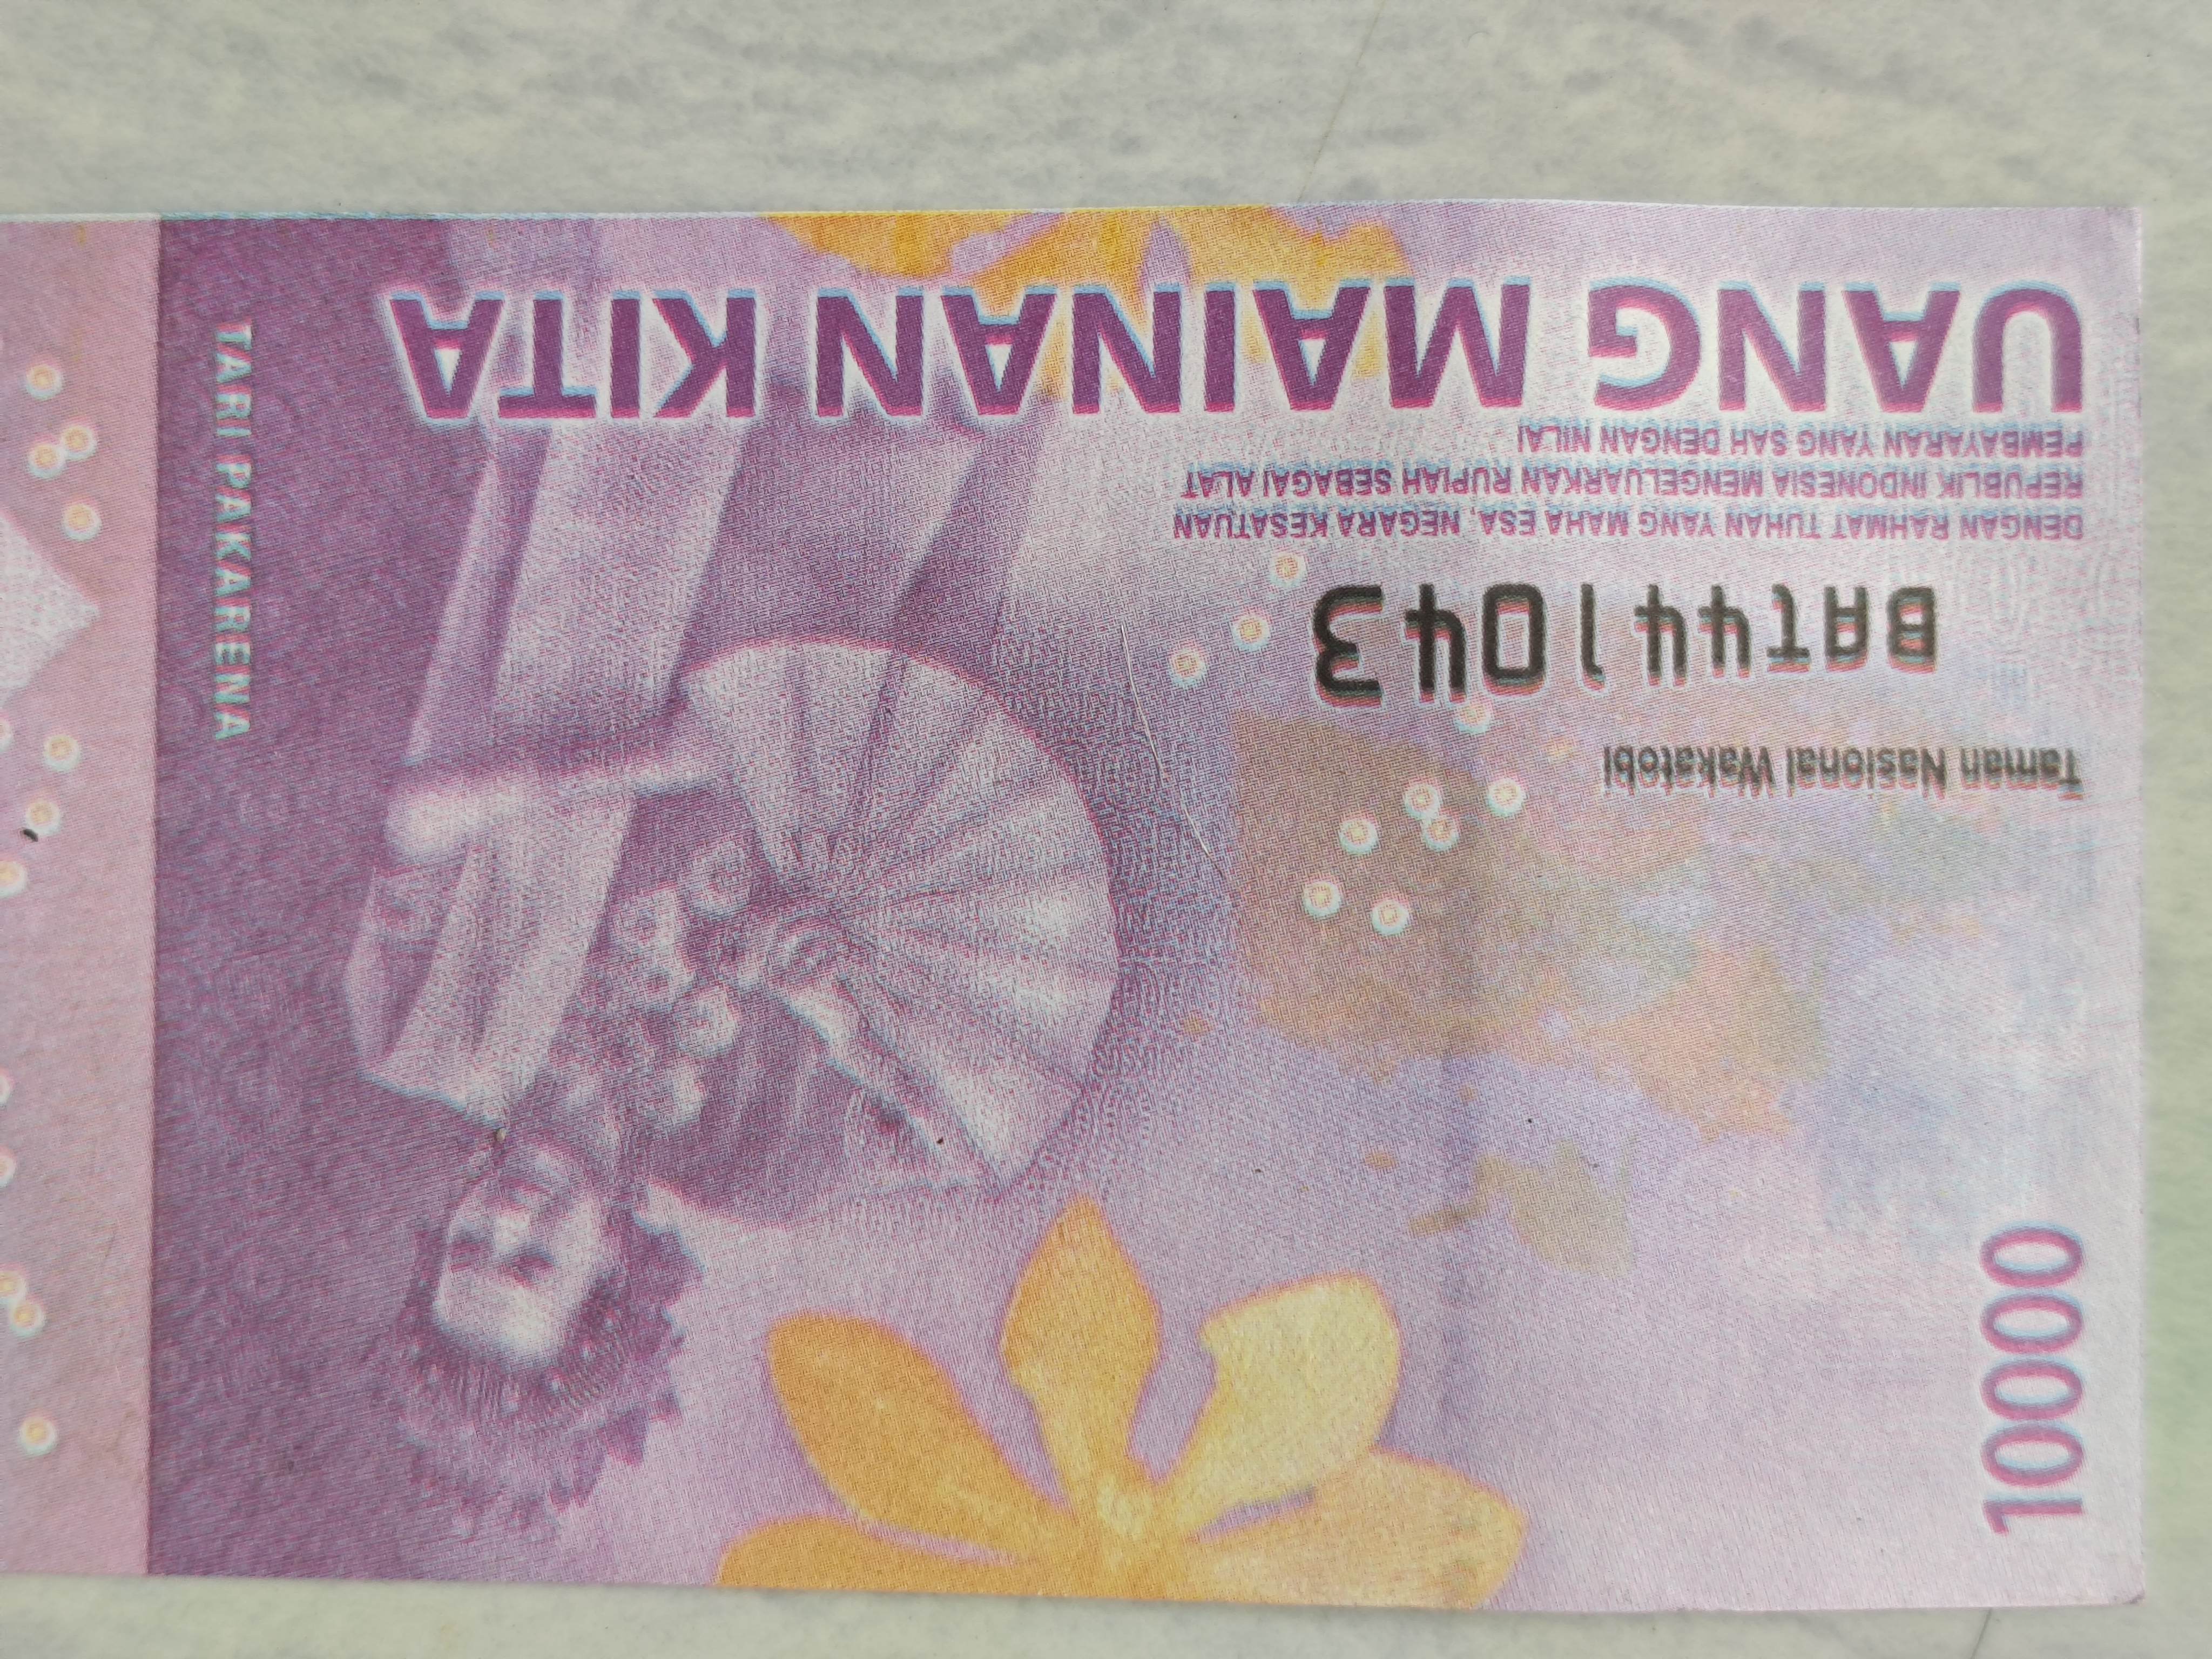 UANG MAINAN KITA
PEMBAYARAN YANG SAH DENGAN NILAI
REPUBLIK INDONESIA MENGELUARKAN RUPIAH SEBAGAI ALAT
DENGAN RAHMAT TUHAN YANG MAHA ESA, NEGARA KESATUAN
BAT441043
Taman Nasional Wakatobi
TARI PAKARENA
10000